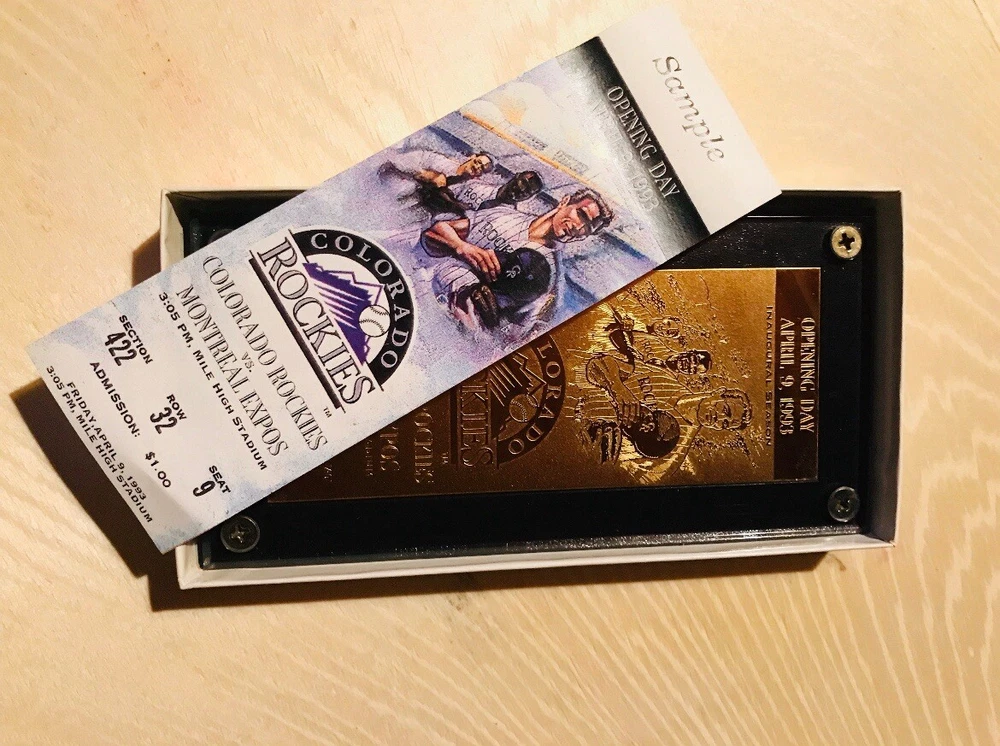 Sample
OPENING DAY
COLORADO
ROCKIES
TM
COLORADO ROCKIES
VS.
MONTREAL EXPOS
3:05 PM, MILE HIGH STADIUM
SECTION
422
ROW
32
SEAT
9
ADMISSION: $1.00
FRIDAY, APRIL 9, 1993
3:05 PM, MILE HIGH STADIUM
OPENING DAY
APRIL 9, 1993
INAUGURAL SEASON